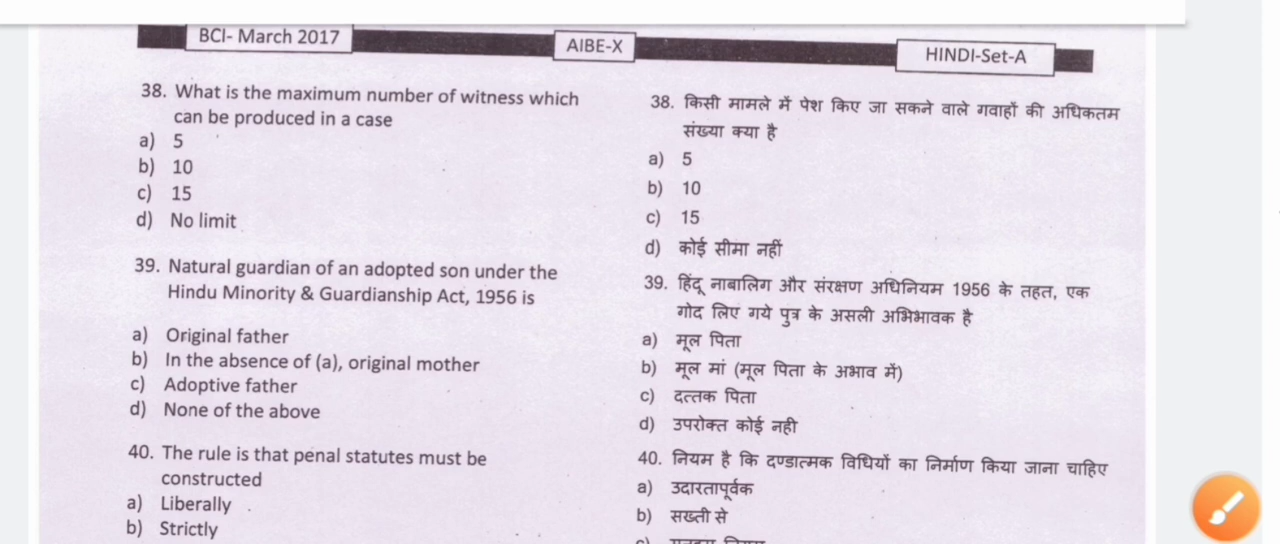 BCI- March 2017
AIBE-X
HINDI-Set-A
38. What is the maximum number of witness which
can be produced in a case
a) 5
b) 10
c) 15
d) No limit
39. Natural guardian of an adopted son under the
Hindu Minority & Guardianship Act, 1956 is
a) Original father
b) In the absence of (a), original mother
c) Adoptive father
d) None of the above
40. The rule is that penal statutes must be
constructed
a) Liberally
b) Strictly
38. किसी मामले में पेश किए जा सकने वाले गवाहों की अधिकतम
संख्या क्या है
a) 5
b) 10
c) 15
d) कोई सीमा नहीं
39. हिंदू नाबालिग और संरक्षण अधिनियम 1956 के तहत, एक
गोद लिए गये पुत्र के असली अभिभावक है
a) मूल पिता
b) मूल मां (मूल पिता के अभाव में)
c) दत्तक पिता
d) उपरोक्त कोई नही
40. नियम है कि दण्डात्मक विधियों का निर्माण किया जाना चाहिए
a) उदारतापूर्वक
b) सख्ती से